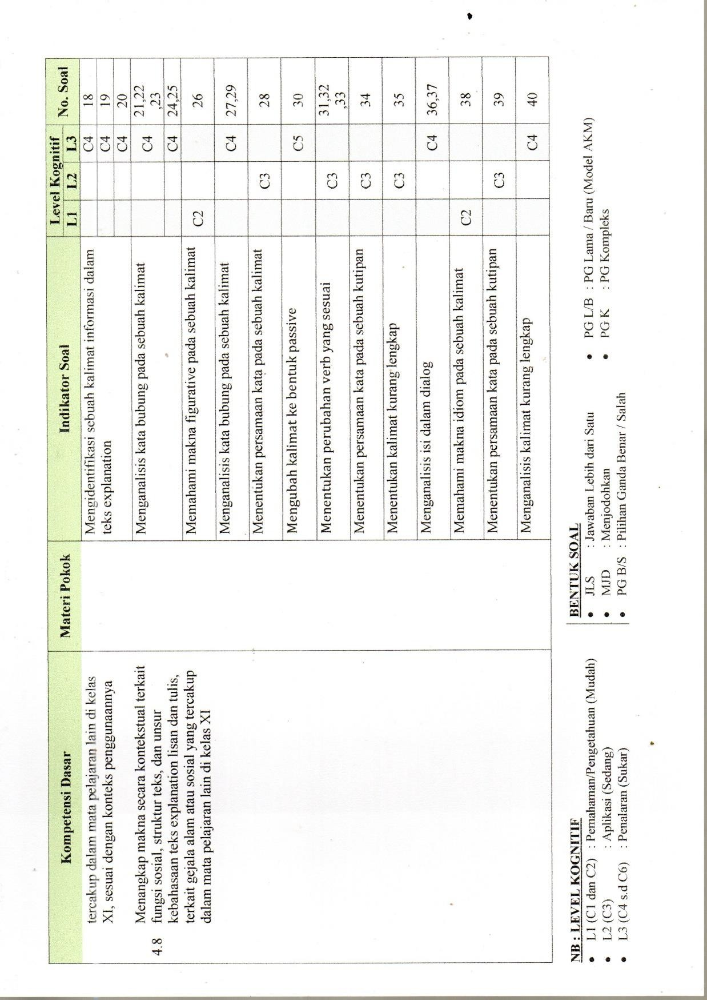 Kompetensi Dasar Materi Pokok Indikator Soal Level Kognitif No. Soal
L1 L2 L3
tercakup dalam mata pelajaran lain di kelas Mengidentifikasi sebuah kalimat informasi dalam C4 18
XI, sesuai dengan konteks penggunaannya teks explanation C4 19
C4 20
4.8 Menangkap makna secara kontekstual terkait
fungsi sosial, struktur teks, dan unsur
kebahasaan teks explanation lisan dan tulis,
terkait gejala alam atau sosial yang tercakup
dalam mata pelajaran lain di kelas XI
Menganalisis kata bubung pada sebuah kalimat C4 21,22
,23
C4 24,25
Memahami makna figurative pada sebuah kalimat C2 26
Menganalisis kata bubung pada sebuah kalimat C4 27,29
Menentukan persamaan kata pada sebuah kalimat C3 28
Mengubah kalimat ke bentuk passive C5 30
Menentukan perubahan verb yang sesuai C3 31,32
,33
Menentukan persamaan kata pada sebuah kutipan C3 34
Menentukan kalimat kurang lengkap C3 35
Menganalisis isi dalam dialog C4 36,37
Memahami makna idiom pada sebuah kalimat C2 38
Menentukan persamaan kata pada sebuah kutipan C3 39
Menganalisis kalimat kurang lengkap C4 40
NB : LEVEL KOGNITIF
• L1 (C1 dan C2) : Pemahaman/Pengetahuan (Mudah)
• L2 (C3) : Aplikasi (Sedang)
• L3 (C4 s.d C6) : Penalaran (Sukar)
BENTUK SOAL
• JLS : Jawaban Lebih dari Satu
• MJD : Menjodohkan
• PG B/S : Pilihan Ganda Benar / Salah
• PG L/B : PG Lama / Baru (Model AKM)
• PG K : PG Kompleks